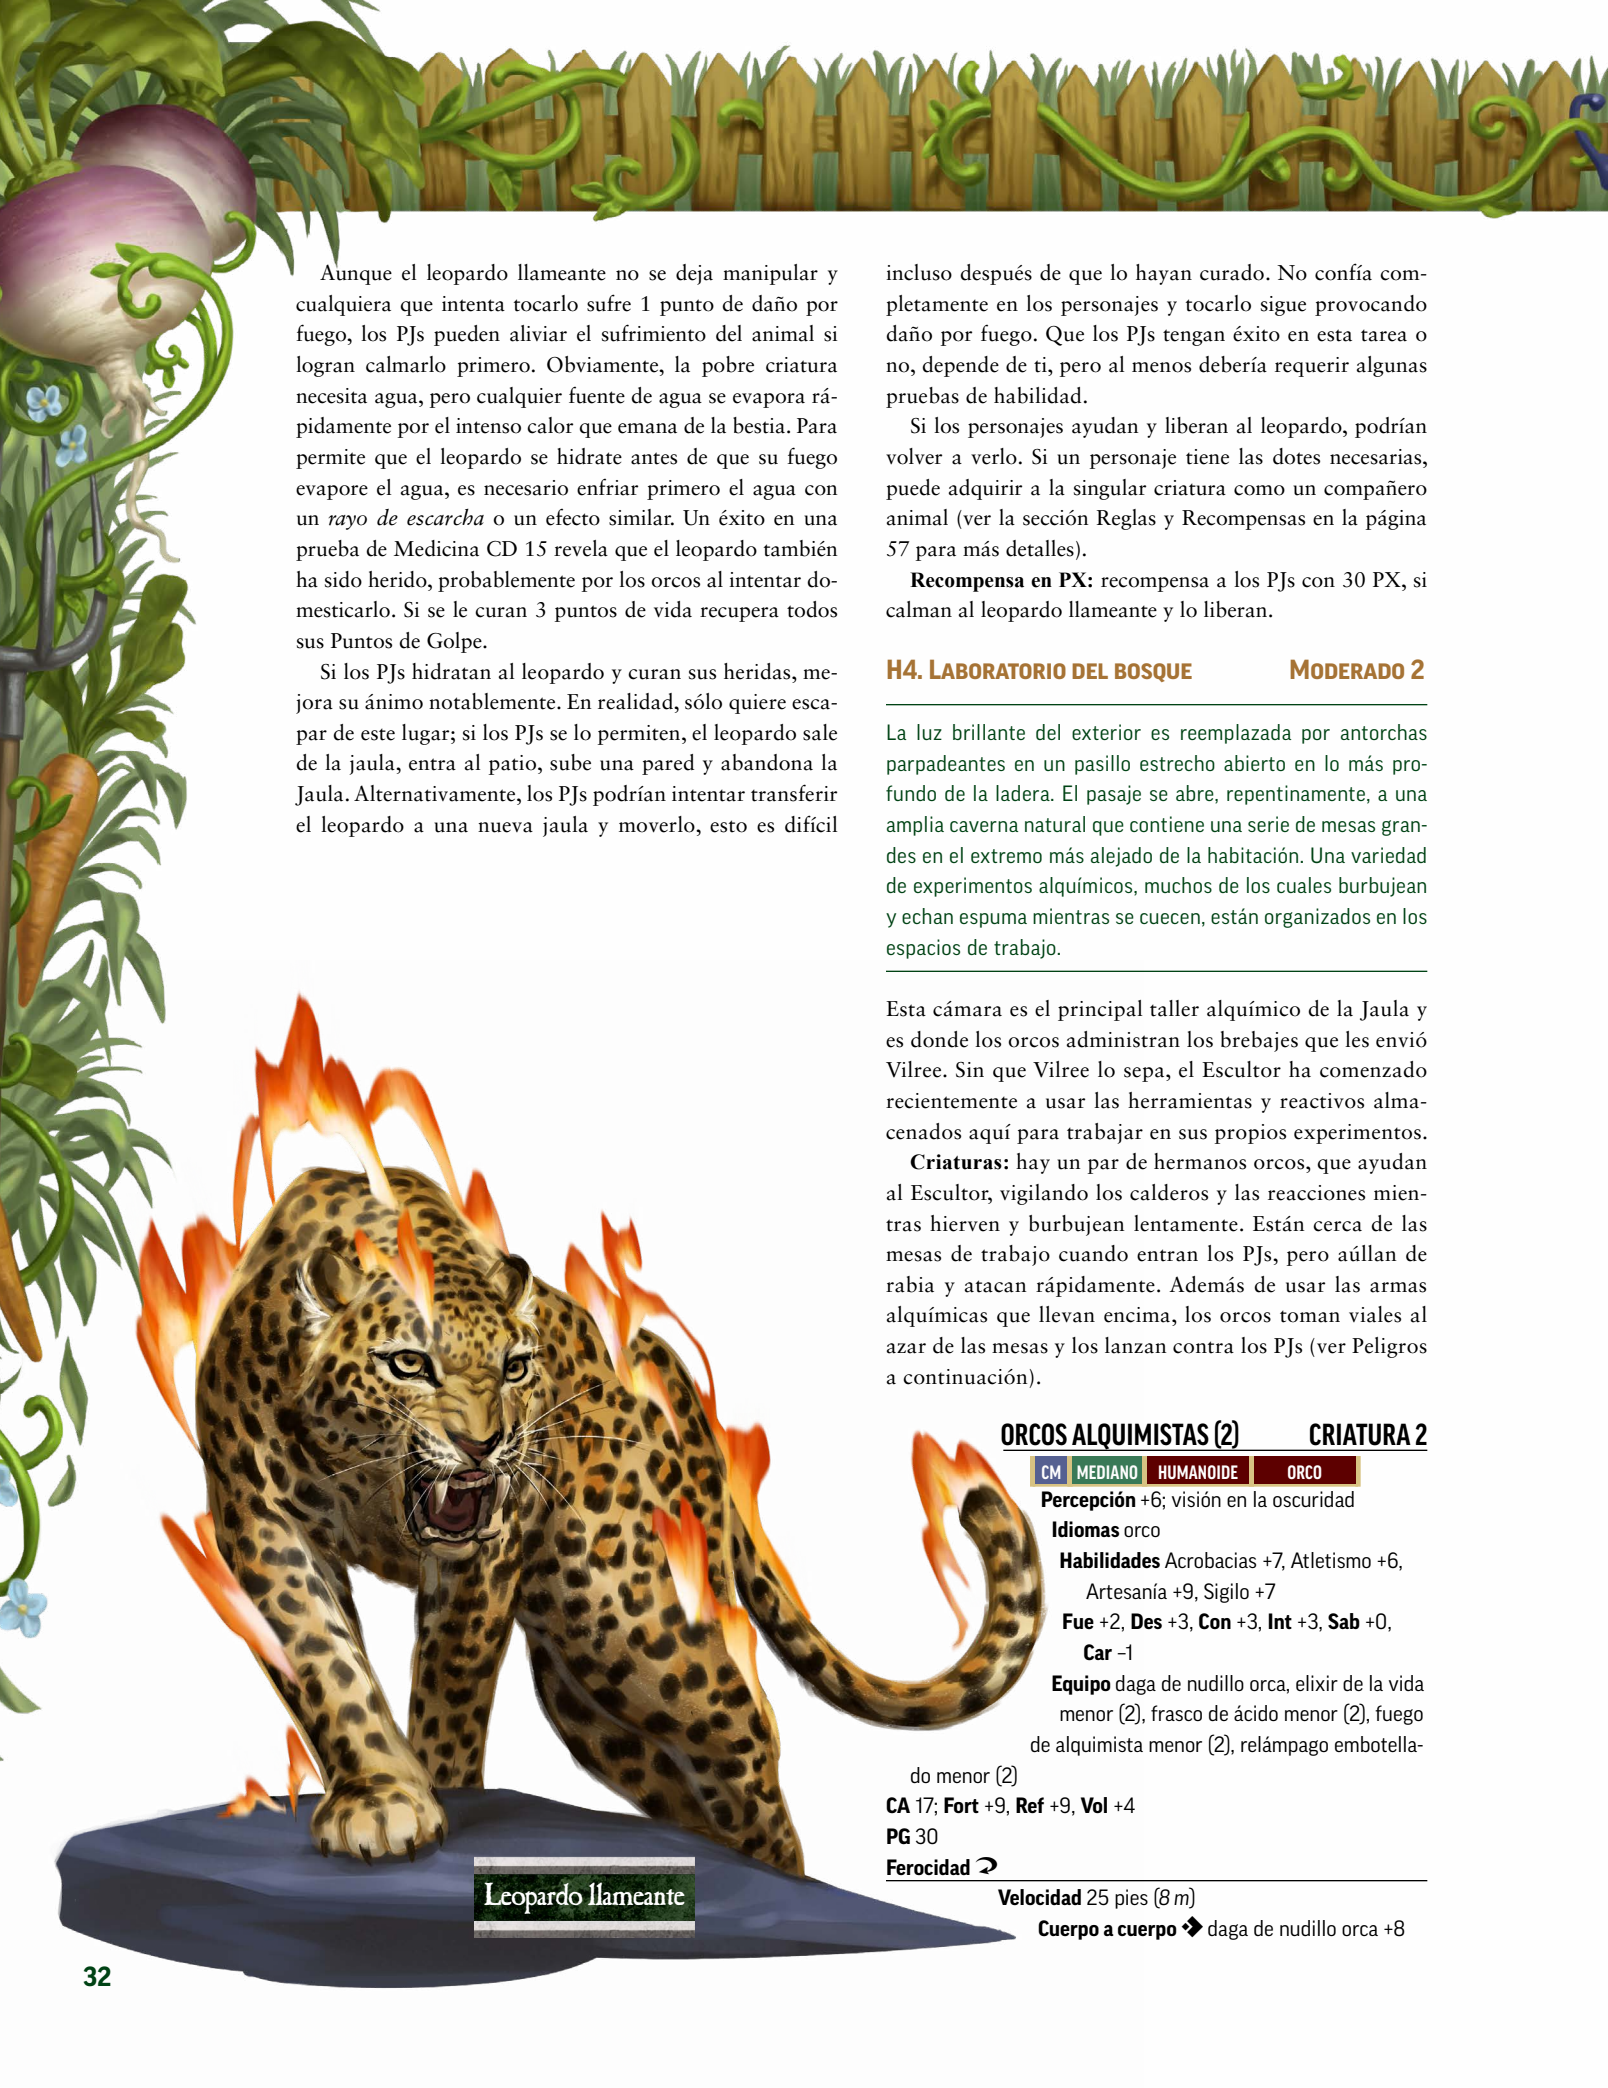 Aunque el leopardo llameante no se deja manipular y
cualquiera que intenta tocarlo sufre 1 punto de daño por
fuego, los PJs pueden aliviar el sufrimiento del animal si
logran calmarlo primero. Obviamente, la pobre criatura
necesita agua, pero cualquier fuente de agua se evapora rá-
pidamente por el intenso calor que emana de la bestia. Para
permite que el leopardo se hidrate antes de que su fuego
evapore el agua, es necesario enfriar primero el agua con
un rayo de escarcha o un efecto similar. Un éxito en una
prueba de Medicina CD 15 revela que el leopardo también
ha sido herido, probablemente por los orcos al intentar do-
mesticarlo. Si se le curan 3 puntos de vida recupera todos
sus Puntos de Golpe.
Si los PJs hidratan al leopardo y curan sus heridas, me-
jora su ánimo notablemente. En realidad, sólo quiere esca-
par de este lugar; si los PJs se lo permiten, el leopardo sale
de la jaula, entra al patio, sube una pared y abandona la
Jaula. Alternativamente, los PJs podrían intentar transferir
el leopardo a una nueva jaula y moverlo, esto es difícil
incluso después de que lo hayan curado. No confía com-
pletamente en los personajes y tocarlo sigue provocando
daño por fuego. Que los PJs tengan éxito en esta tarea o
no, depende de ti, pero al menos debería requerir algunas
pruebas de habilidad.
Si los personajes ayudan y liberan al leopardo, podrían
volver a verlo. Si un personaje tiene las dotes necesarias,
puede adquirir a la singular criatura como un compañero
animal (ver la sección Reglas y Recompensas en la página
57 para más detalles).
Recompensa en PX: recompensa a los PJs con 30 PX, si
calman al leopardo llameante y lo liberan.
H4. LABORATORIO DEL BOSQUE MODERADO 2
La luz brillante del exterior es reemplazada por antorchas
parpadeantes en un pasillo estrecho abierto en lo más pro-
fundo de la ladera. El pasaje se abre, repentinamente, a una
amplia caverna natural que contiene una serie de mesas gran-
des en el extremo más alejado de la habitación. Una variedad
de experimentos alquímicos, muchos de los cuales burbujean
y echan espuma mientras se cuecen, están organizados en los
espacios de trabajo.
Esta cámara es el principal taller alquímico de la Jaula y
es donde los orcos administran los brebajes que les envió
Vilree. Sin que Vilree lo sepa, el Escultor ha comenzado
recientemente a usar las herramientas y reactivos alma-
cenados aquí para trabajar en sus propios experimentos.
Criaturas: hay un par de hermanos orcos, que ayudan
al Escultor, vigilando los calderos y las reacciones mien-
tras hierven y burbujean lentamente. Están cerca de las
mesas de trabajo cuando entran los PJs, pero aúllan de
rabia y atacan rápidamente. Además de usar las armas
alquímicas que llevan encima, los orcos toman viales al
azar de las mesas y los lanzan contra los PJs (ver Peligros
a continuación).
ORCOS ALQUIMISTAS (2) CRIATURA 2
CM MEDIANO HUMANOIDE ORCO
Percepción +6; visión en la oscuridad
Idiomas orco
Habilidades Acrobacias +7, Atletismo +6,
Artesanía +9, Sigilo +7
Fue +2, Des +3, Con +3, Int +3, Sab +0,
Car –1
Equipo daga de nudillo orca, elixir de la vida
menor (2), frasco de ácido menor (2), fuego
de alquimista menor (2), relámpago embotella-
do menor (2)
CA 17; Fort +9, Ref +9, Vol +4
PG 30
Ferocidad
Velocidad 25 pies (8 m)
Cuerpo a cuerpo daga de nudillo orca +8
Leopardo llameante
32